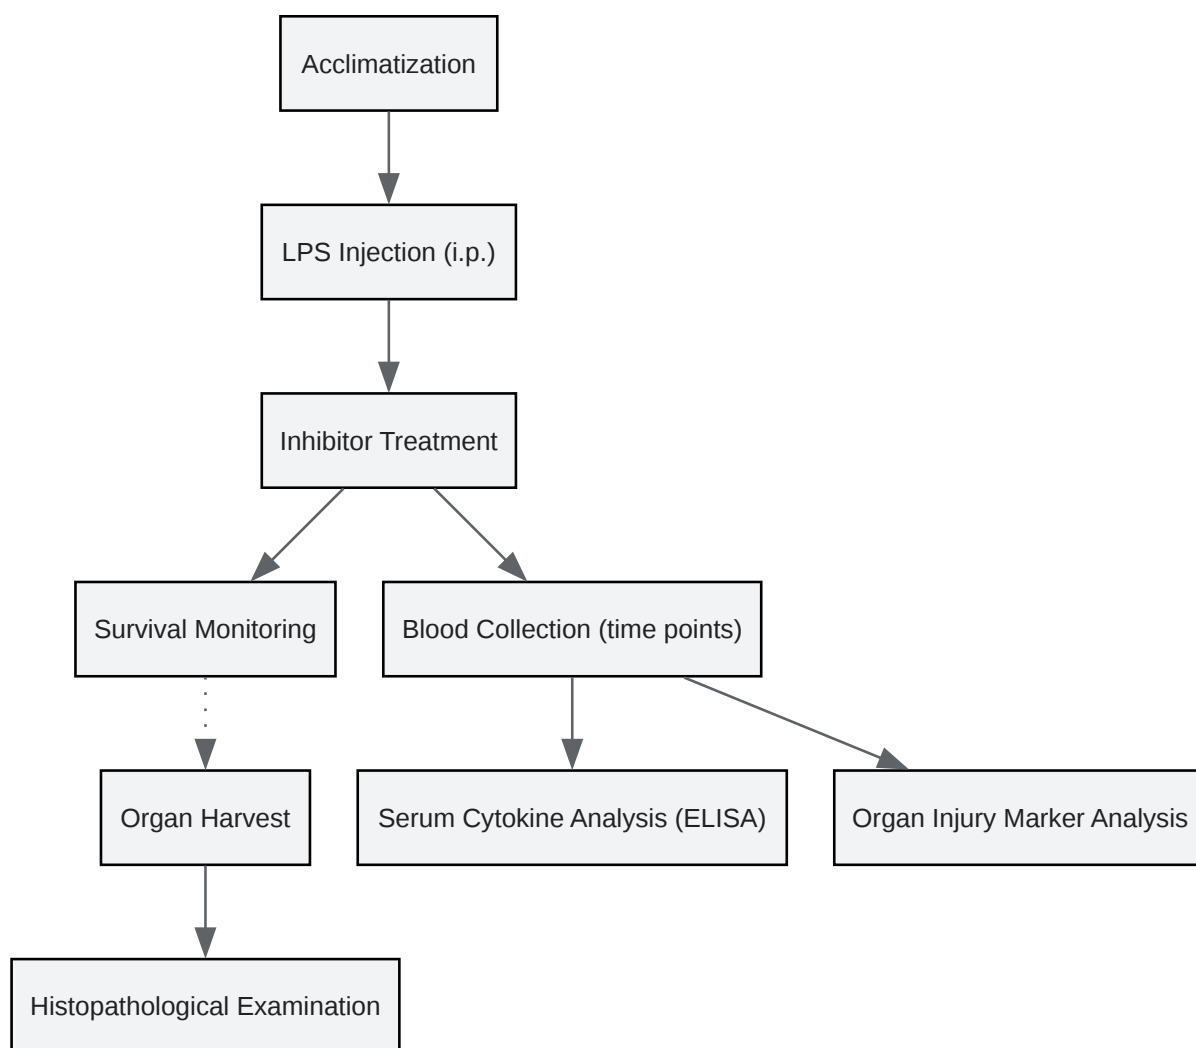 Acclimatization
LPS Injection (i.p.)
Inhibitor Treatment
Survival Monitoring
Blood Collection (time points)
Organ Harvest
Serum Cytokine Analysis (ELISA)
Organ Injury Marker Analysis
Histopathological Examination